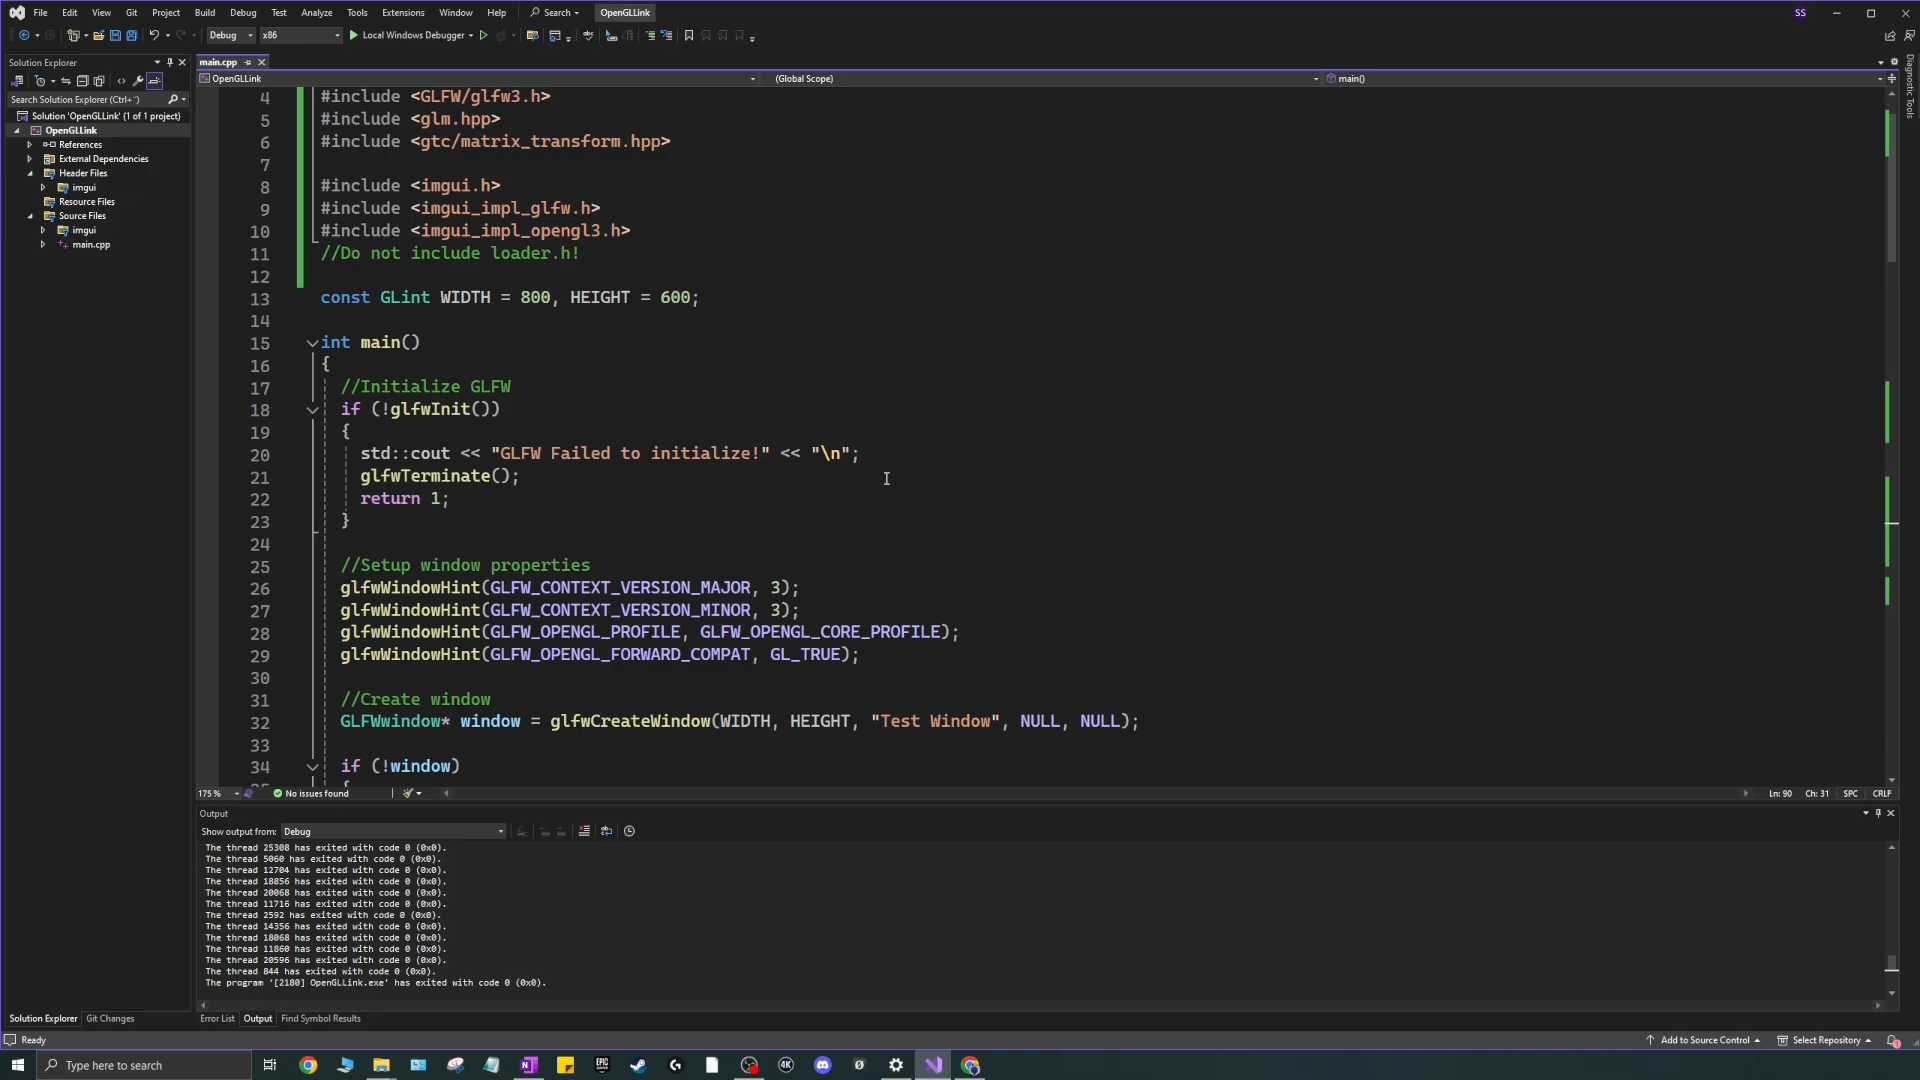 File Edit View Git Project Build Debug Test Analyze Tools Extensions Window Help Search OpenGLLink SS
Debug x86 Local Windows Debugger
Solution Explorer
Search Solution Explorer (Ctrl+¨)
Solution 'OpenGLLink' (1 of 1 project)
OpenGLLink
References
External Dependencies
Header Files
imgui
Resource Files
Source Files
imgui
main.cpp
Solution Explorer Git Changes
main.cpp
OpenGLLink (Global Scope) main()
4 #include <GLFW/glfw3.h>
5 #include <glm.hpp>
6 #include <gtc/matrix_transform.hpp>
7
8 #include <imgui.h>
9 #include <imgui_impl_glfw.h>
10 #include <imgui_impl_opengl3.h>
11 //Do not include loader.h!
12
13 const GLint WIDTH = 800, HEIGHT = 600;
14
15 int main()
16 {
17 //Initialize GLFW
18 if (!glfwInit())
19 {
20 std::cout << "GLFW Failed to initialize!" << "\n";
21 glfwTerminate();
22 return 1;
23 }
24
25 //Setup window properties
26 glfwWindowHint(GLFW_CONTEXT_VERSION_MAJOR, 3);
27 glfwWindowHint(GLFW_CONTEXT_VERSION_MINOR, 3);
28 glfwWindowHint(GLFW_OPENGL_PROFILE, GLFW_OPENGL_CORE_PROFILE);
29 glfwWindowHint(GLFW_OPENGL_FORWARD_COMPAT, GL_TRUE);
30
31 //Create window
32 GLFWwindow* window = glfwCreateWindow(WIDTH, HEIGHT, "Test Window", NULL, NULL);
33
34 if (!window)
175 % No issues found Ln: 90 Ch: 31 SPC CRLF
Diagnostic Tools
Output
Show output from: Debug
The thread 25308 has exited with code 0 (0x0).
The thread 5060 has exited with code 0 (0x0).
The thread 12704 has exited with code 0 (0x0).
The thread 18856 has exited with code 0 (0x0).
The thread 20068 has exited with code 0 (0x0).
The thread 11716 has exited with code 0 (0x0).
The thread 2592 has exited with code 0 (0x0).
The thread 14356 has exited with code 0 (0x0).
The thread 18068 has exited with code 0 (0x0).
The thread 11860 has exited with code 0 (0x0).
The thread 20596 has exited with code 0 (0x0).
The thread 844 has exited with code 0 (0x0).
The program '[2180] OpenGLLink.exe' has exited with code 0 (0x0).
Error List Output Find Symbol Results
Ready Add to Source Control Select Repository
Type here to search EPIC GAMES 4K